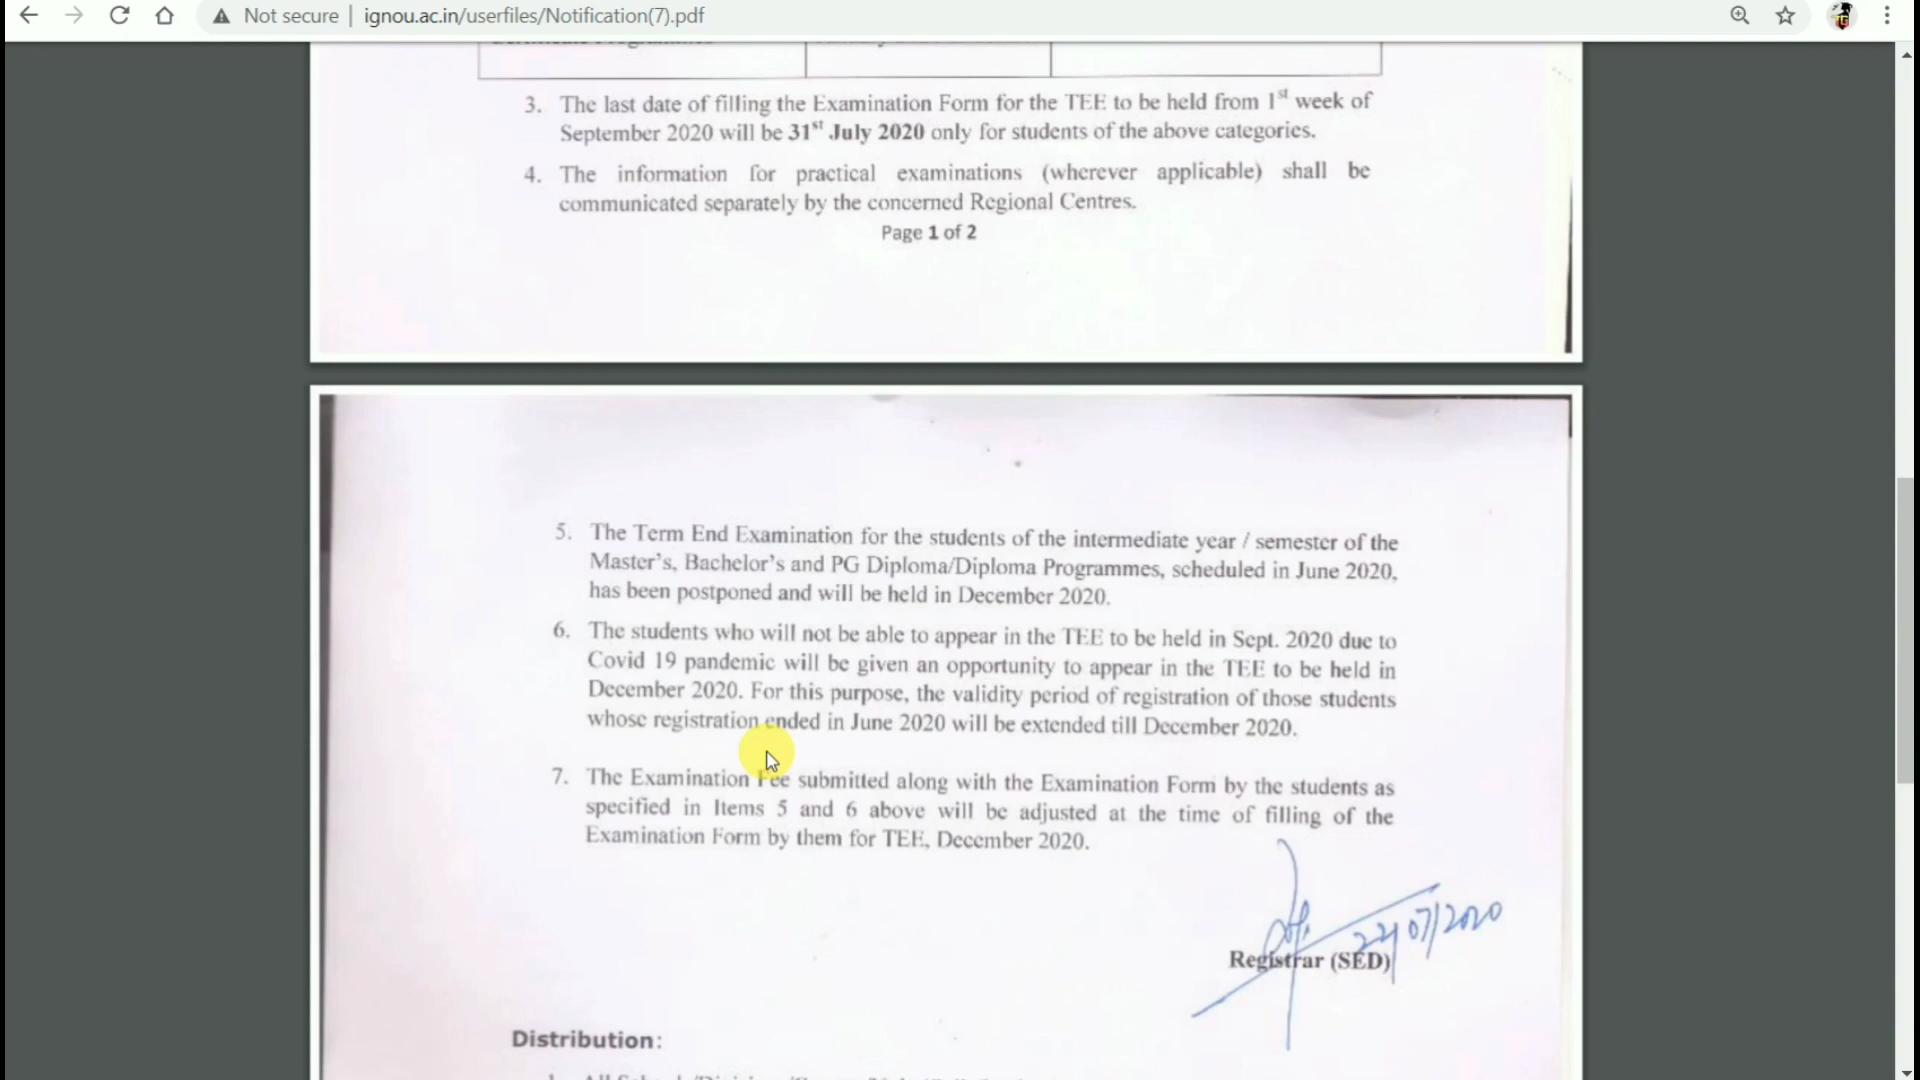 Not secure | ignou.ac.in/userfiles/Notification(7).pdf
3. The last date of filling the Examination Form for the TEE to be held from 1st week of
September 2020 will be 31st July 2020 only for students of the above categories.
4. The information for practical examinations (wherever applicable) shall be
communicated separately by the concerned Regional Centres.
Page 1 of 2
5. The Term End Examination for the students of the intermediate year / semester of the
Master's, Bachelor's and PG Diploma/Diploma Programmes, scheduled in June 2020,
has been postponed and will be held in December 2020.
6. The students who will not be able to appear in the TEE to be held in Sept. 2020 due to
Covid 19 pandemic will be given an opportunity to appear in the TEE to be held in
December 2020. For this purpose, the validity period of registration of those students
whose registration ended in June 2020 will be extended till December 2020.
7. The Examination Fee submitted along with the Examination Form by the students as
specified in Items 5 and 6 above will be adjusted at the time of filling of the
Examination Form by them for TEE, December 2020.
22/07/2020
Registrar (SED)
Distribution: